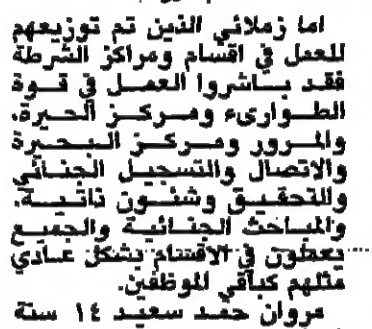 اما زملائي الذين تم توزيعهم
للعمل في اقسام ومراكز الشرطة
فقد باشروا العمل في قوة
الطوارىء ومركز الحيرة،
والمرور ومركز البحيرة
والاتصال والتسجيل الجنائي
وللتحقيق وشئون
والمباحث الجنائية والجميع
يعملون في الاقسام بشكل عادي
مثلهم كباقي الموظفين.
مروان حمد سعيد ١٤ سنة